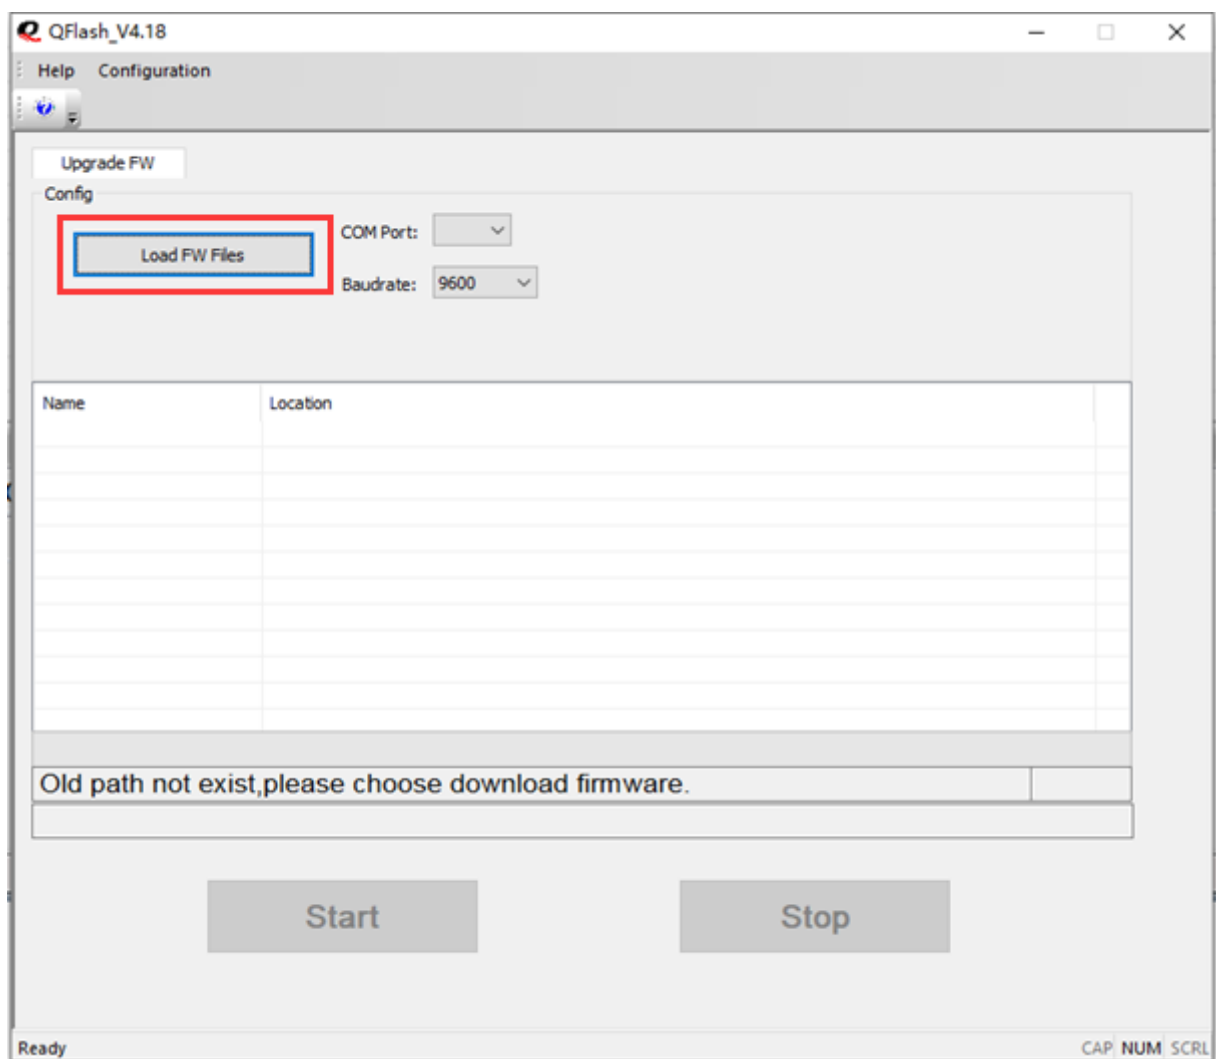 QFlash_V4.18
Help Configuration
Upgrade FW
Config
Load FW Files
COM Port:
Baudrate: 9600
Name Location
Old path not exist,please choose download firmware.
Start Stop
Ready CAP NUM SCRL